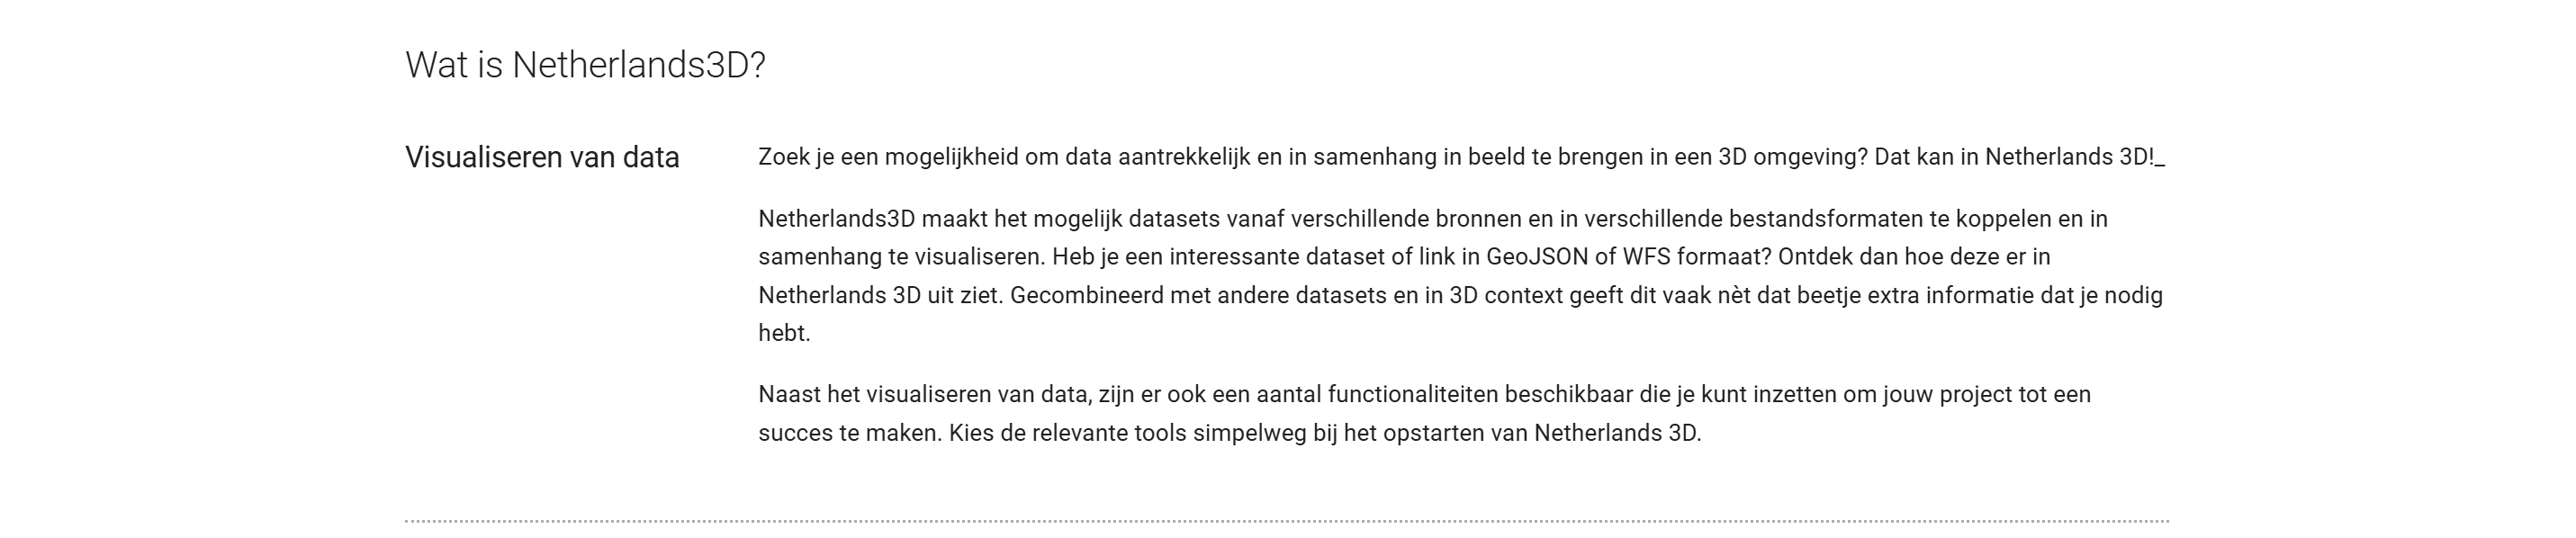 Wat is Netherlands3D?
Visualiseren van data
Zoek je een mogelijkheid om data aantrekkelijk en in samenhang in beeld te brengen in een 3D omgeving? Dat kan in Netherlands 3D!_
Netherlands3D maakt het mogelijk datasets vanaf verschillende bronnen en in verschillende bestandsformaten te koppelen en in
samenhang te visualiseren. Heb je een interessante dataset of link in GeoJSON of WFS formaat? Ontdek dan hoe deze er in
Netherlands 3D uit ziet. Gecombineerd met andere datasets en in 3D context geeft dit vaak nèt dat beetje extra informatie dat je nodig
hebt.
Naast het visualiseren van data, zijn er ook een aantal functionaliteiten beschikbaar die je kunt inzetten om jouw project tot een
succes te maken. Kies de relevante tools simpelweg bij het opstarten van Netherlands 3D.